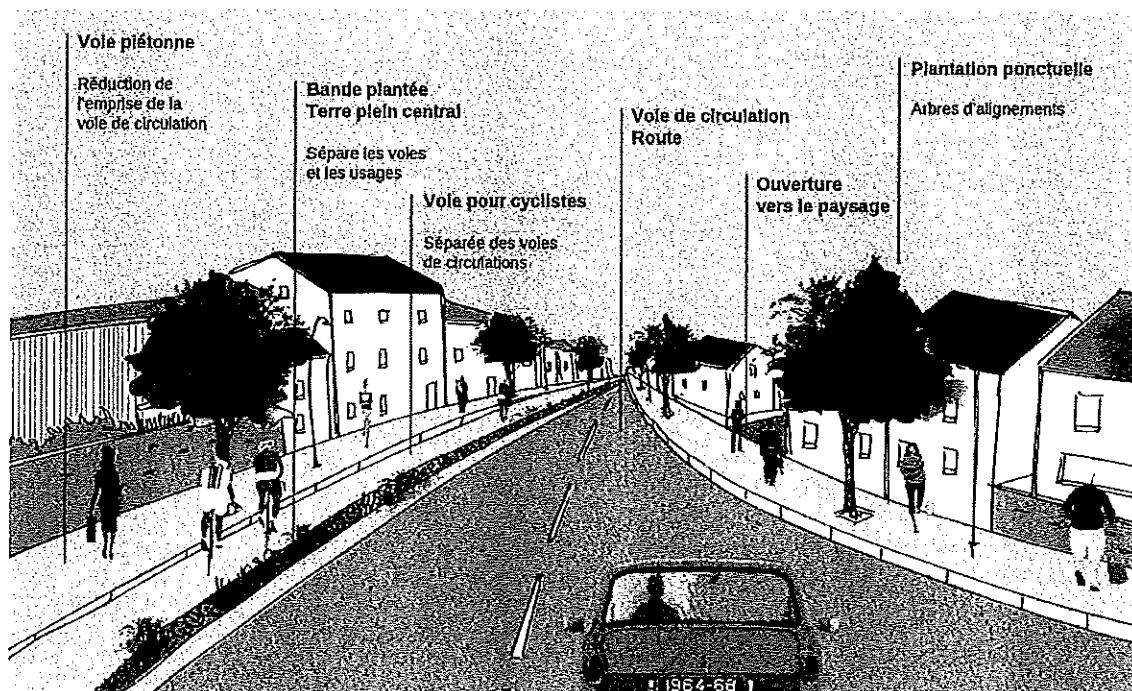 Voie piétonne
Réduction de
l'emprise de la
voie de circulation
Bande plantée
Terre plein central
Sépare les voies
et les usages
Voie pour cyclistes
Séparée des voies
de circulations
Voie de circulation
Route
Ouverture
vers le paysage
Plantation ponctuelle
Arbres d'alignements
1964-68